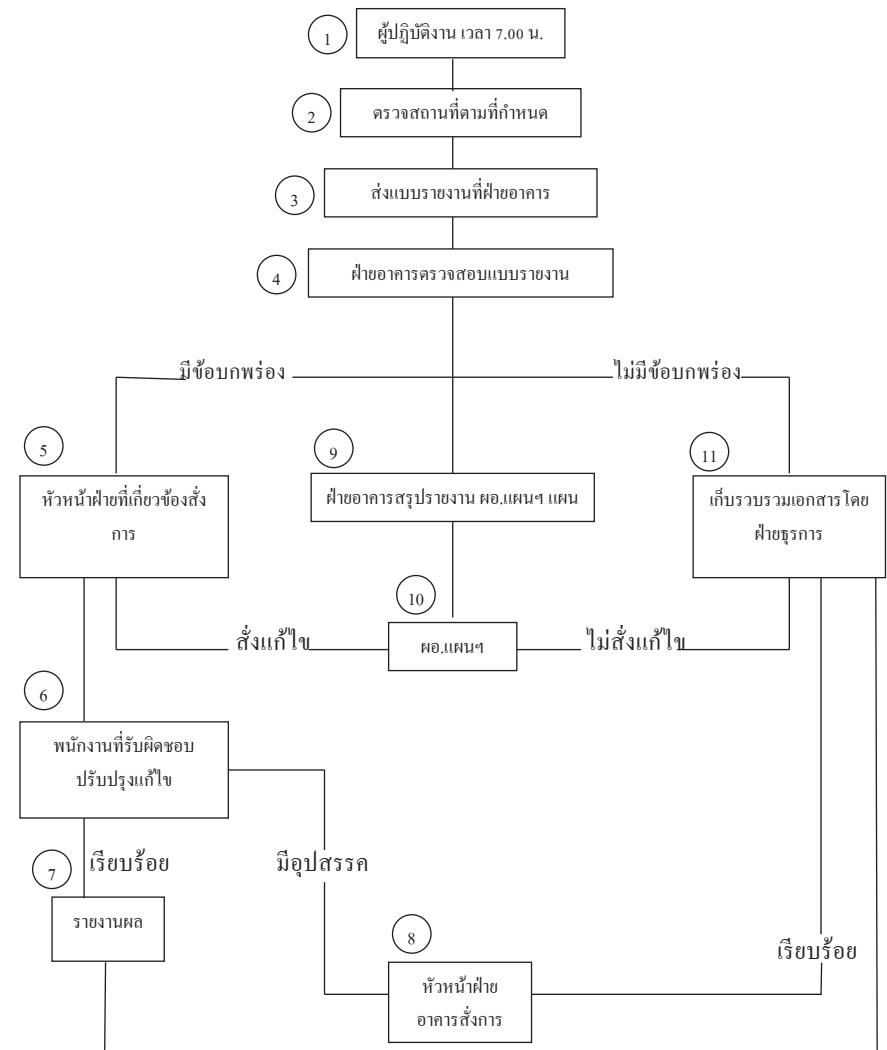 1
ผู้ปฏิบัติงาน เวลา 7.00 น.
2
ตรวจสถานที่ตามที่กำหนด
3
ส่งแบบรายงานที่ฝ่ายอาคาร
4
ฝ่ายอาคารตรวจสอบแบบรายงาน
มีข้อบกพร่อง
ไม่มีข้อบกพร่อง
5
หัวหน้าฝ่ายที่เกี่ยวข้องสั่ง
การ
9
ฝ่ายอาคารสรุปรายงาน ผอ.แผนฯ แผน
11
เก็บรวบรวมเอกสารโดย
ฝ่ายธุรการ
10
สั่งแก้ไข
ผอ.แผนฯ
ไม่สั่งแก้ไข
6
พนักงานที่รับผิดชอบ
ปรับปรุงแก้ไข
7
เรียบร้อย
มีอุปสรรค
รายงานผล
8
หัวหน้าฝ่าย
อาคารสั่งการ
เรียบร้อย